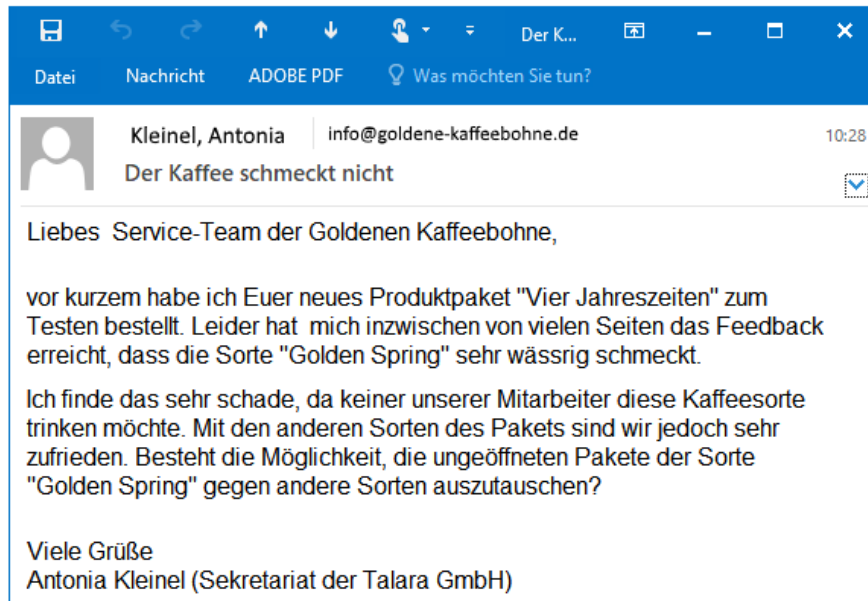 Der K...
Datei Nachricht ADOBE PDF Was möchten Sie tun?
Kleinel, Antonia info@goldene-kaffeebohne.de 10:28
Der Kaffee schmeckt nicht
Liebes Service-Team der Goldenen Kaffeebohne,
vor kurzem habe ich Euer neues Produktpaket "Vier Jahreszeiten" zum
Testen bestellt. Leider hat mich inzwischen von vielen Seiten das Feedback
erreicht, dass die Sorte "Golden Spring" sehr wässrig schmeckt.
Ich finde das sehr schade, da keiner unserer Mitarbeiter diese Kaffeesorte
trinken möchte. Mit den anderen Sorten des Pakets sind wir jedoch sehr
zufrieden. Besteht die Möglichkeit, die ungeöffneten Pakete der Sorte
"Golden Spring" gegen andere Sorten auszutauschen?
Viele Grüße
Antonia Kleinel (Sekretariat der Talara GmbH)